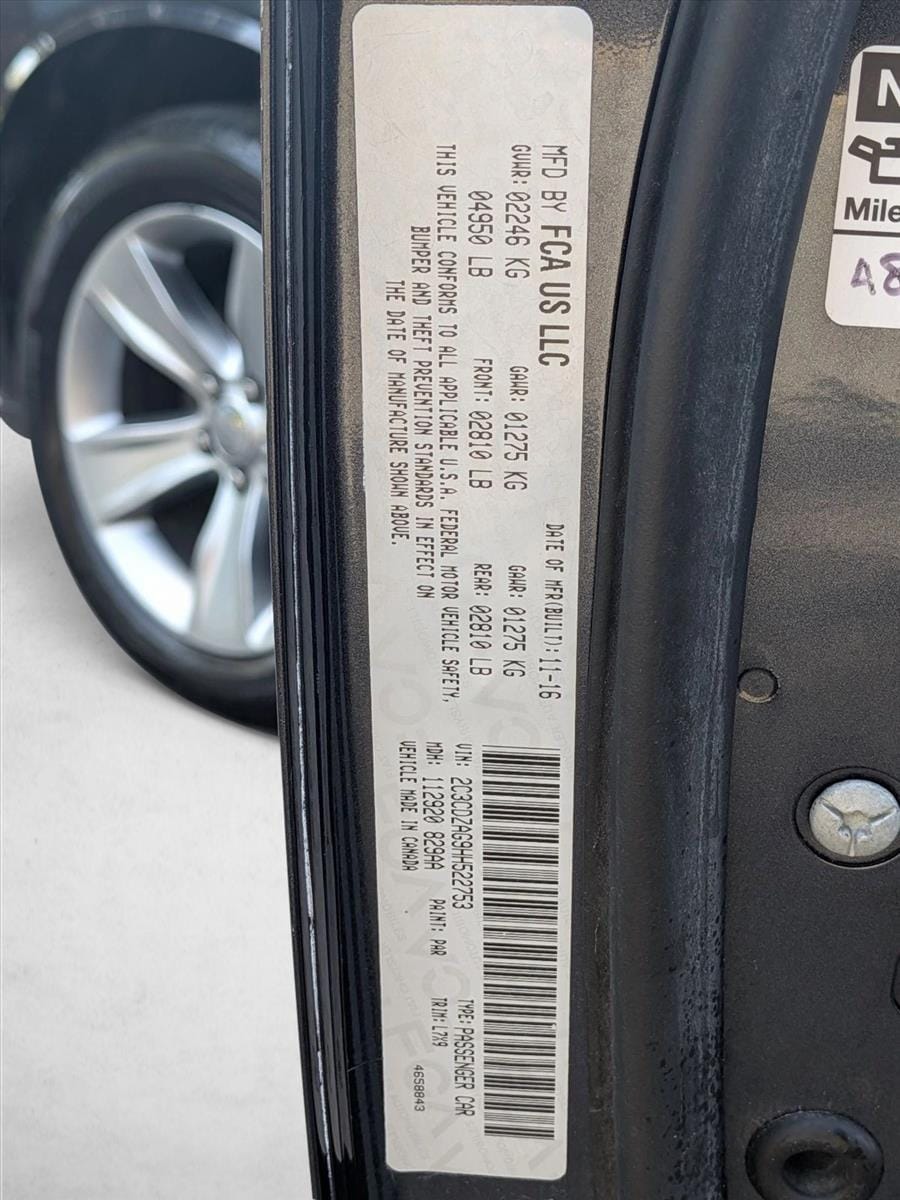 MFD BY FCA US LLC
DATE OF MFR(BUILT): 11-16
GVWR: 02246 KG GAWR: 01275 KG GAWR: 01275 KG
04950 LB FRONT: 02810 LB REAR: 02810 LB
THIS VEHICLE CONFORMS TO ALL APPLICABLE U.S.A. FEDERAL MOTOR VEHICLE SAFETY,
BUMPER AND THEFT PREVENTION STANDARDS IN EFFECT ON
THE DATE OF MANUFACTURE SHOWN ABOVE.
VIN: 2C3CDZAG9HH522753 TYPE: PASSENGER CAR
MDH: 112920 829AA PAINT: PAR TRIM: L7X9
VEHICLE MADE IN CANADA
4658843
N
Mile
48